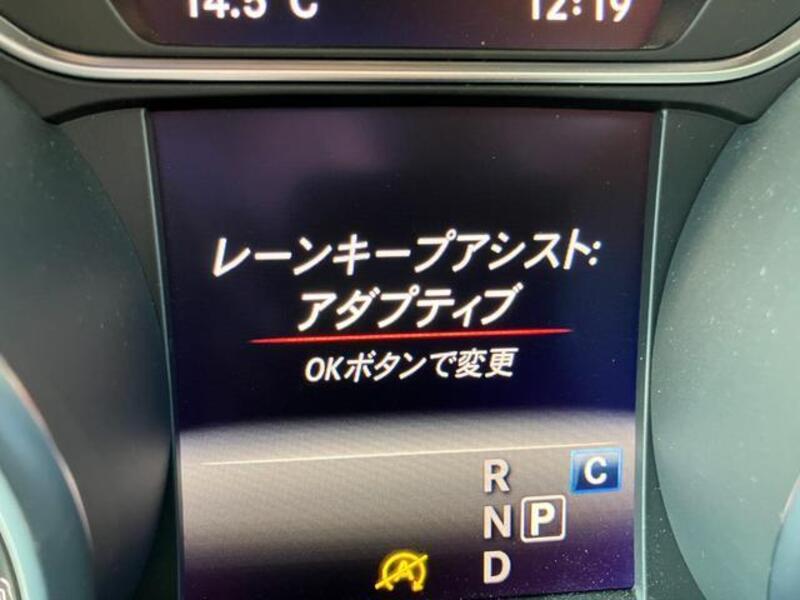 14.5 °C 12:19
レーンキープアシスト:
アダプティブ
OKボタンで変更
R C
N P
D
A